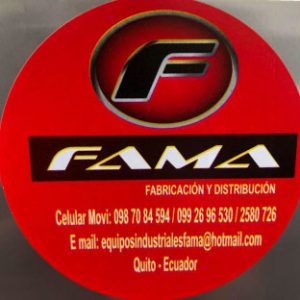 F
FAMA
FABRICACIÓN Y DISTRIBUCIÓN
Celular Movi: 098 70 84 594 / 099 26 96 530 / 2580 726
E mail: equiposindustrialesfama@hotmail.com
Quito - Ecuador